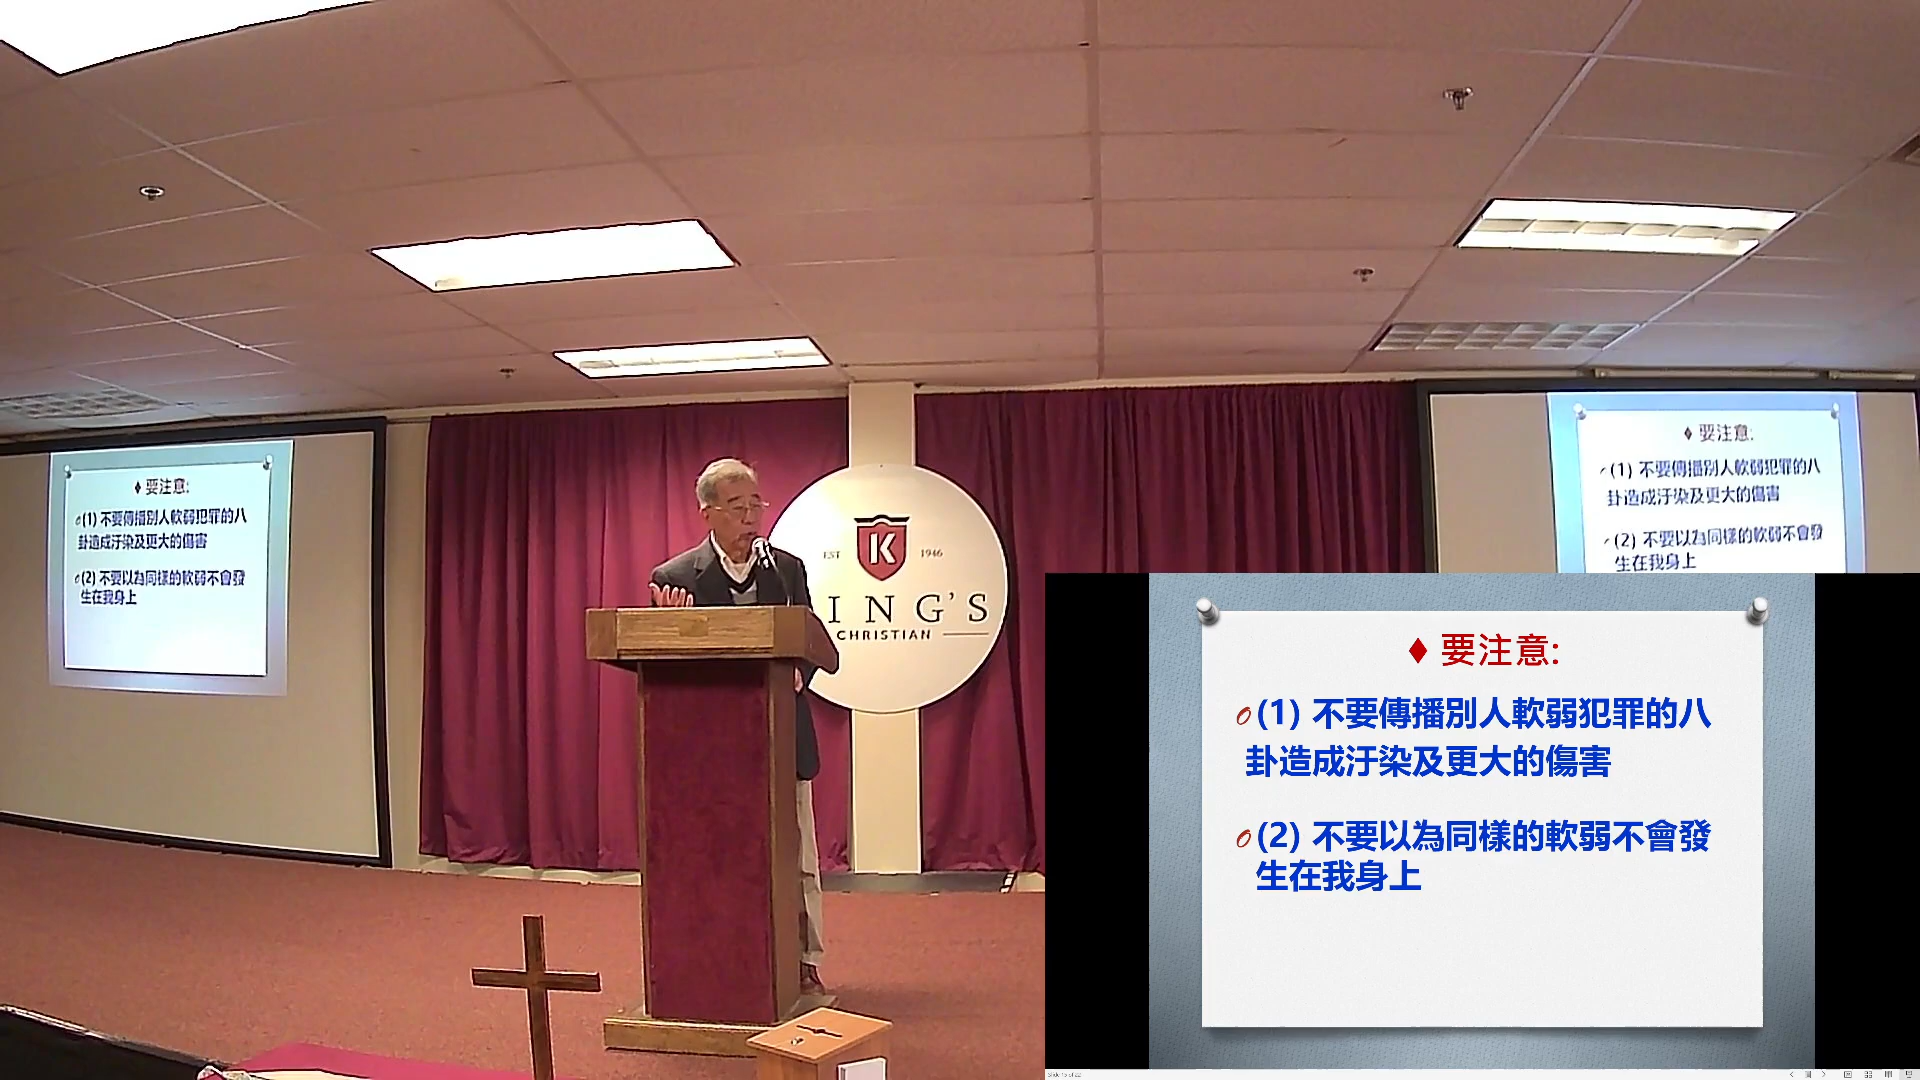 ♦ 要注意:
(1) 不要傳播別人軟弱犯罪的八
卦造成汙染及更大的傷害
(2) 不要以為同樣的軟弱不會發
生在我身上
EST K 1946
ING'S
CHRISTIAN
♦ 要注意:
(1) 不要傳播別人軟弱犯罪的八
卦造成汙染及更大的傷害
(2) 不要以為同樣的軟弱不會發
生在我身上
♦ 要注意:
(1) 不要傳播別人軟弱犯罪的八
卦造成汙染及更大的傷害
(2) 不要以為同樣的軟弱不會發
生在我身上